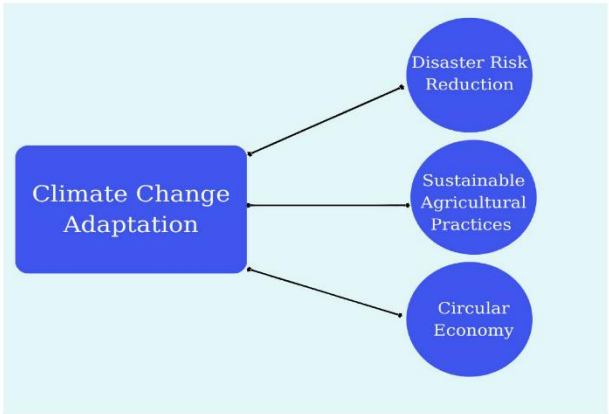 Climate Change
Adaptation
Disaster Risk
Reduction
Sustainable
Agricultural
Practices
Circular
Economy